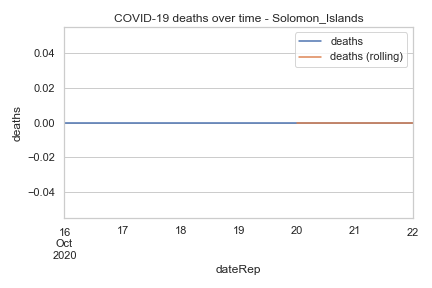 COVID-19 deaths over time - Solomon_Islands
deaths
deaths (rolling)
0.04
0.02
0.00
−0.02
−0.04
deaths
16 17 18 19 20 21 22
Oct
2020
dateRep